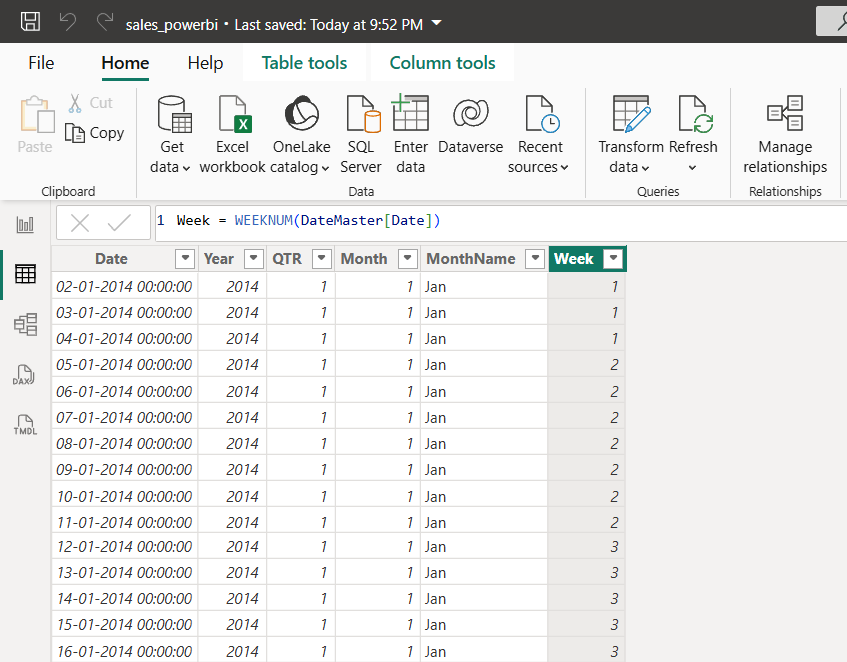 sales_powerbi • Last saved: Today at 9:52 PM
File Home Help Table tools Column tools
Paste Cut Copy
Get data Excel workbook OneLake catalog SQL Server Enter data Dataverse Recent sources Transform data Refresh Manage relationships
Clipboard Data Queries Relationships
1 Week = WEEKNUM(DateMaster[Date])
Date Year QTR Month MonthName Week
02-01-2014 00:00:00 2014 1 1 Jan 1
03-01-2014 00:00:00 2014 1 1 Jan 1
04-01-2014 00:00:00 2014 1 1 Jan 1
05-01-2014 00:00:00 2014 1 1 Jan 2
06-01-2014 00:00:00 2014 1 1 Jan 2
07-01-2014 00:00:00 2014 1 1 Jan 2
08-01-2014 00:00:00 2014 1 1 Jan 2
09-01-2014 00:00:00 2014 1 1 Jan 2
10-01-2014 00:00:00 2014 1 1 Jan 2
11-01-2014 00:00:00 2014 1 1 Jan 2
12-01-2014 00:00:00 2014 1 1 Jan 3
13-01-2014 00:00:00 2014 1 1 Jan 3
14-01-2014 00:00:00 2014 1 1 Jan 3
15-01-2014 00:00:00 2014 1 1 Jan 3
16-01-2014 00:00:00 2014 1 1 Jan 3
DAX
TMDL